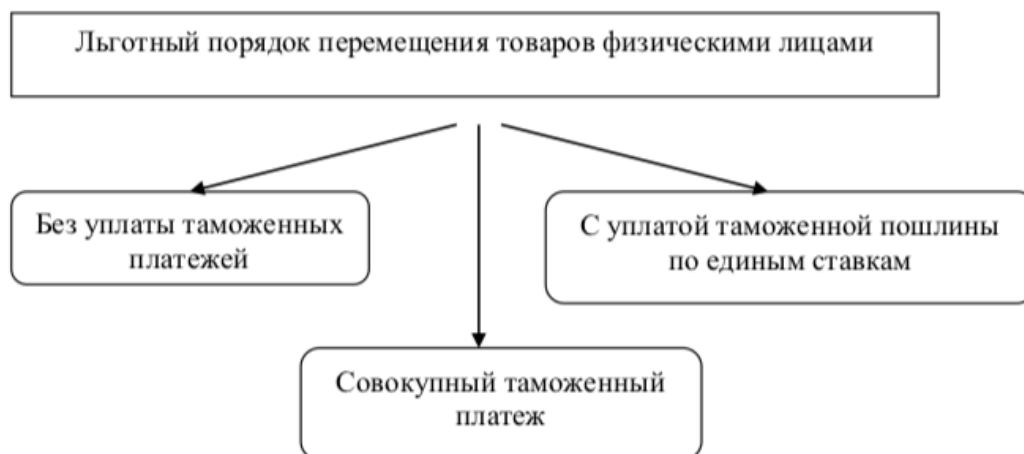 Льготный порядок перемещения товаров физическими лицами
Без уплаты таможенных
платежей
С уплатой таможенной пошлины
по единым ставкам
Совокупный таможенный
платеж